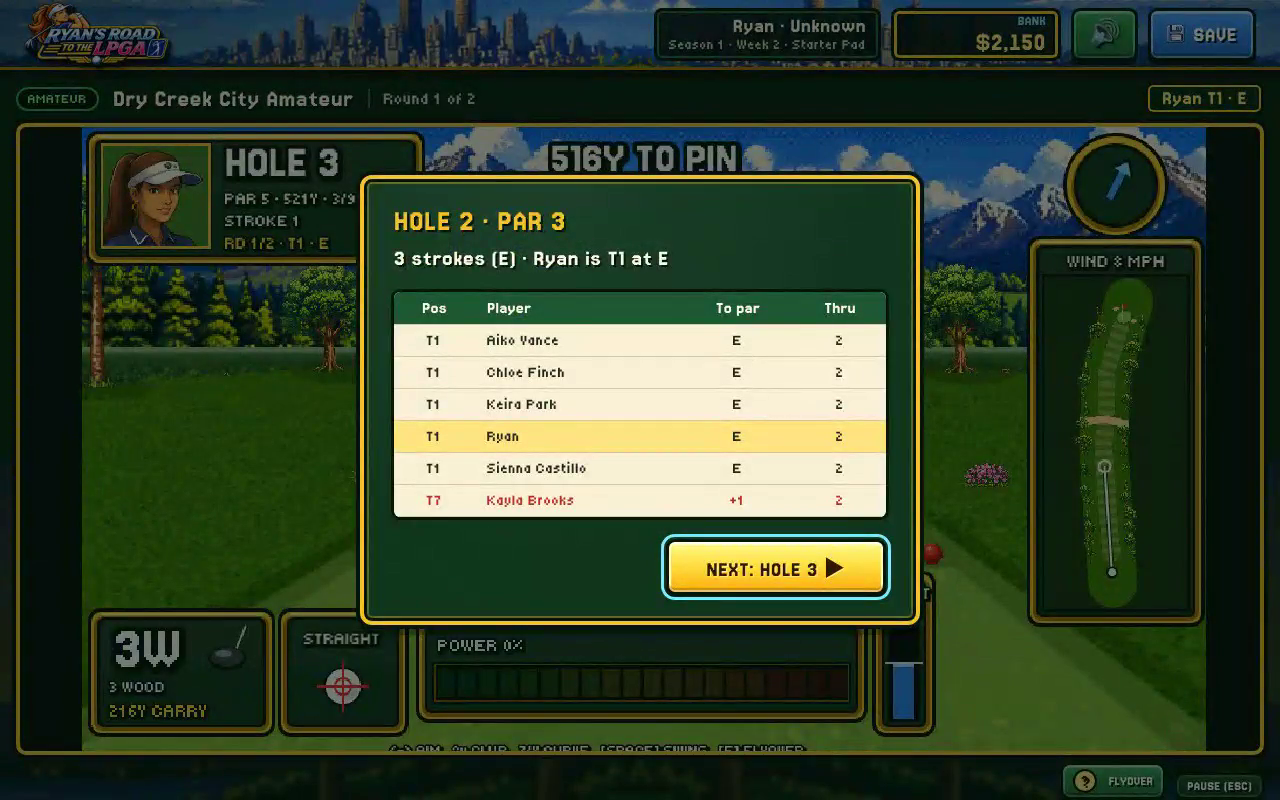 RYAN'S ROAD
TO THE LPGA
Ryan · Unknown
Season 1 · Week 2 · Starter Pad
BANK
$2,150
SAVE
AMATEUR
Dry Creek City Amateur
Round 1 of 2
Ryan T1 · E
HOLE 3
PAR 5 · 521Y · 3/9
STROKE 1
RD 1/2 · T1 · E
516Y TO PIN
WIND 8 MPH
HOLE 2 · PAR 3
3 strokes (E) · Ryan is T1 at E
Pos Player To par Thru
T1 Aiko Vance E 2
T1 Chloe Finch E 2
T1 Keira Park E 2
T1 Ryan E 2
T1 Sienna Castillo E 2
T7 Kayla Brooks +1 2
NEXT: HOLE 3
3W
3 WOOD
216Y CARRY
STRAIGHT
POWER 0%
FLYOVER
PAUSE (ESC)